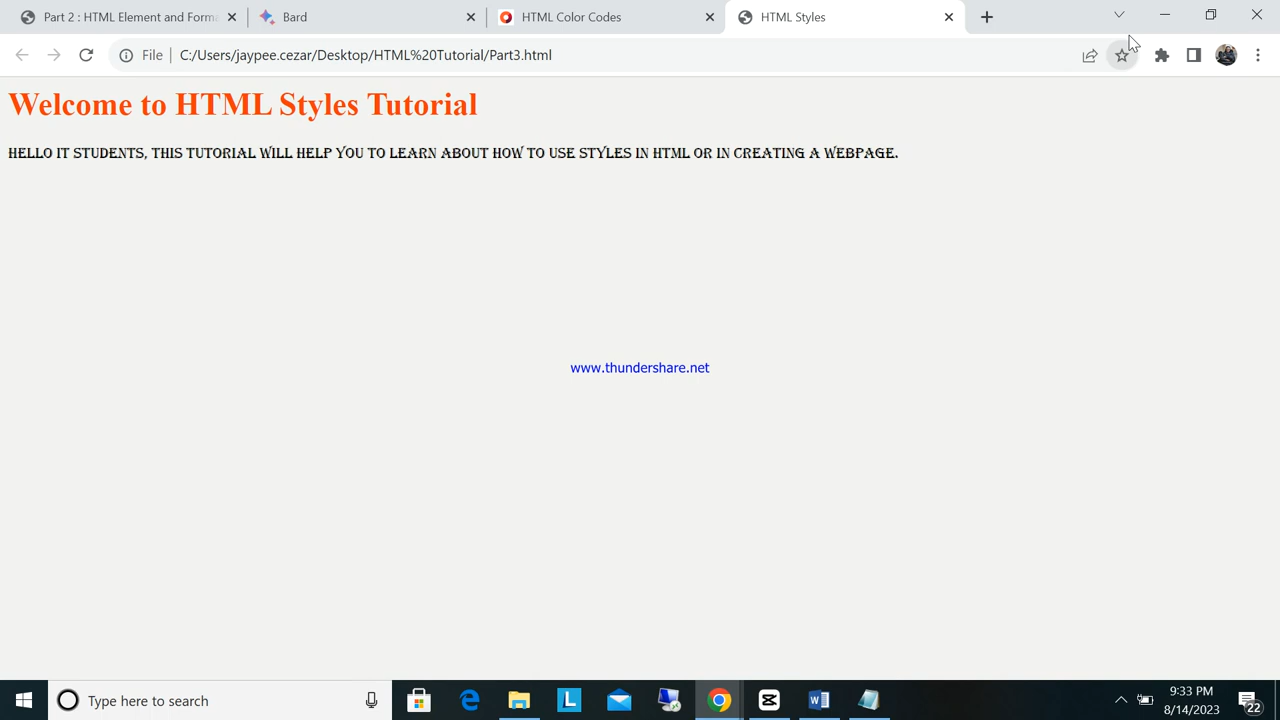 Part 2 : HTML Element and Forma
Bard
HTML Color Codes
HTML Styles
File
C:/Users/jaypee.cezar/Desktop/HTML%20Tutorial/Part3.html
Welcome to HTML Styles Tutorial
HELLO IT STUDENTS, THIS TUTORIAL WILL HELP YOU TO LEARN ABOUT HOW TO USE STYLES IN HTML OR IN CREATING A WEBPAGE.
www.thundershare.net
Type here to search
L
W
9:33 PM
8/14/2023
22